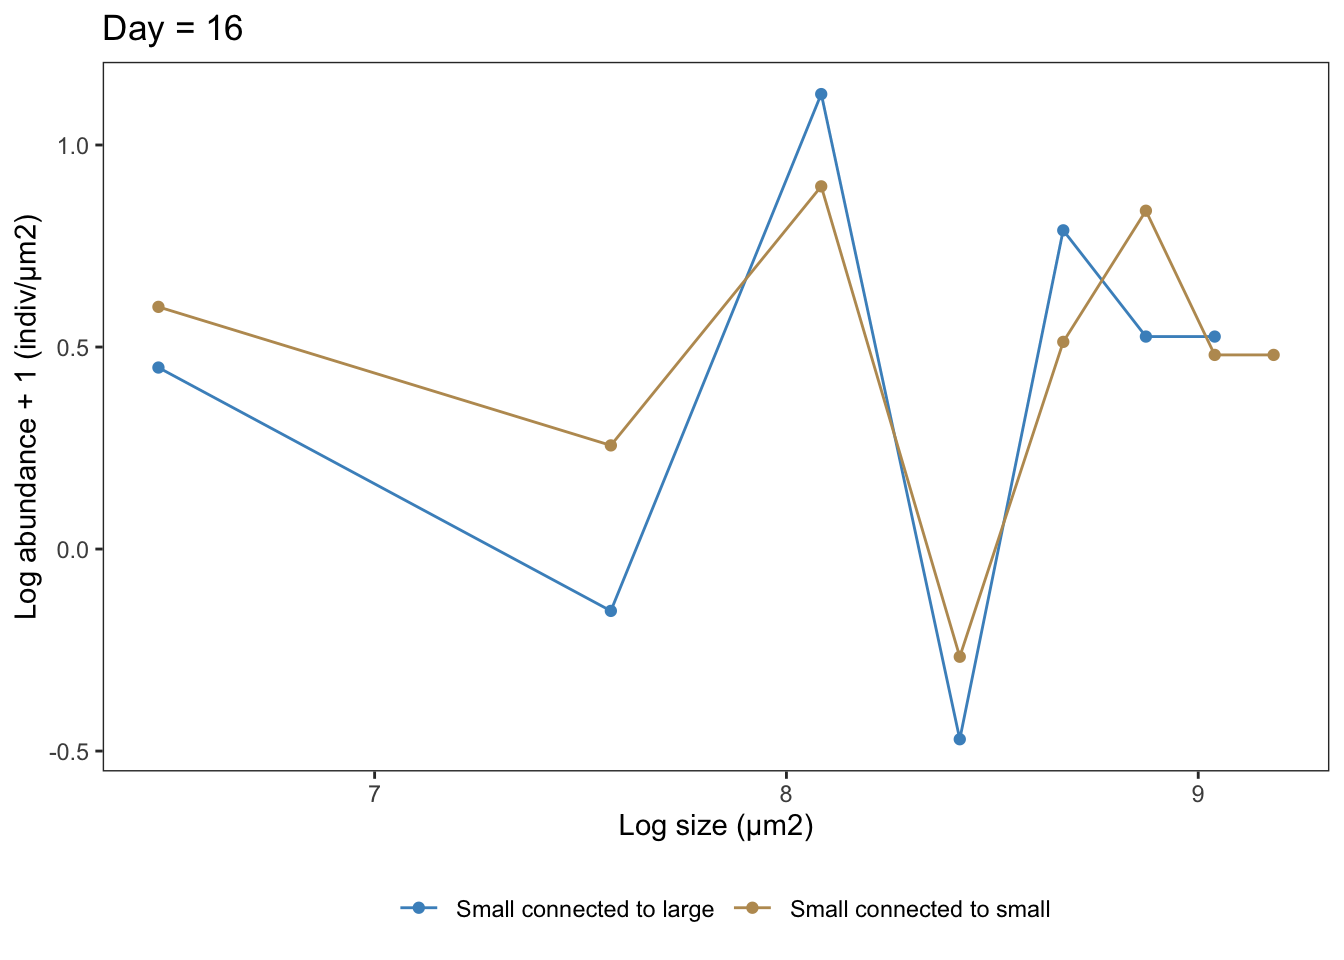 Day = 16
Log abundance + 1 (indiv/µm2)
1.0
0.5
0.0
-0.5
7 8 9
Log size (µm2)
Small connected to large Small connected to small